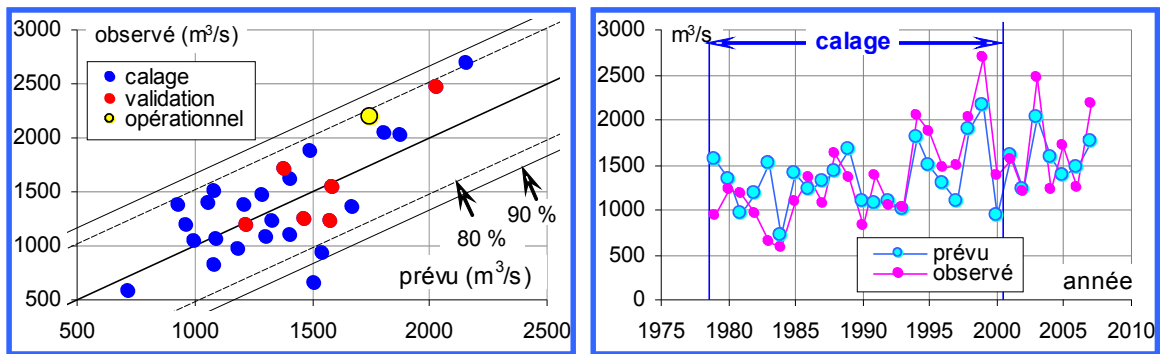 3000
observé (m³/s)
2500
calage
validation
opérationnel
2000
1500
1000
90 %
80 %
prévu (m³/s)
500
500 1000 1500 2000 2500
3000
m³/s
calage
2500
2000
1500
1000
500
prévu
observé
année
0
1975 1980 1985 1990 1995 2000 2005 2010